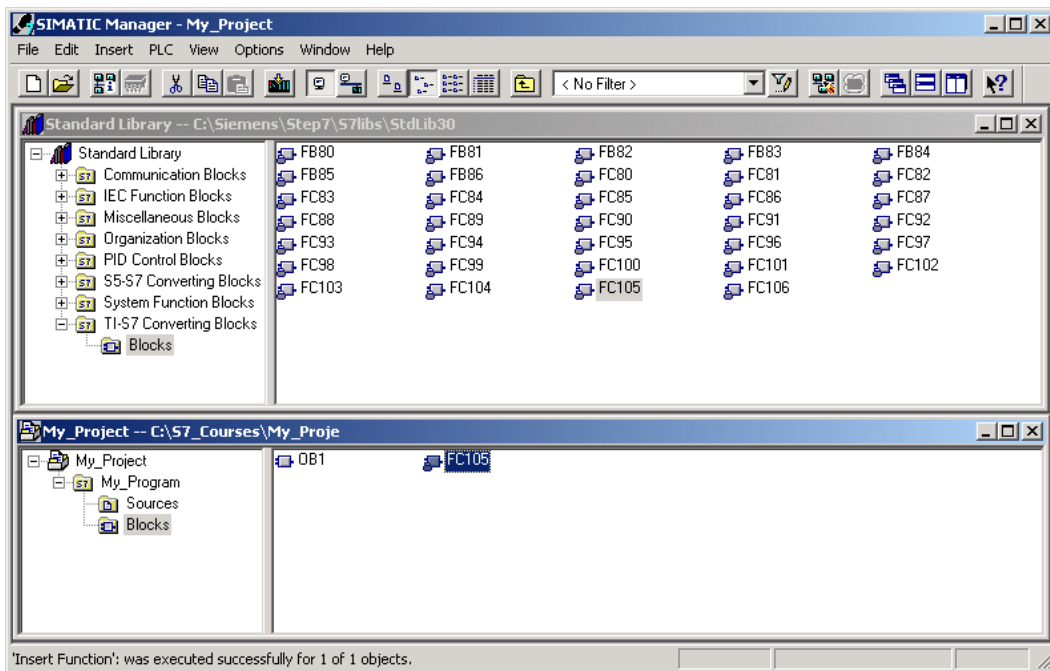 SIMATIC Manager - My_Project
File Edit Insert PLC View Options Window Help
< No Filter >
Standard Library -- C:\Siemens\Step7\S7libs\StdLib30
Standard Library
Communication Blocks
IEC Function Blocks
Miscellaneous Blocks
Organization Blocks
PID Control Blocks
S5-S7 Converting Blocks
System Function Blocks
TI-S7 Converting Blocks
Blocks
FB80 FB81 FB82 FB83 FB84
FB85 FB86 FC80 FC81 FC82
FC83 FC84 FC85 FC86 FC87
FC88 FC89 FC90 FC91 FC92
FC93 FC94 FC95 FC96 FC97
FC98 FC99 FC100 FC101 FC102
FC103 FC104 FC105 FC106
My_Project -- C:\S7_Courses\My_Proje
My_Project
My_Program
Sources
Blocks
OB1 FC105
'Insert Function': was executed successfully for 1 of 1 objects.